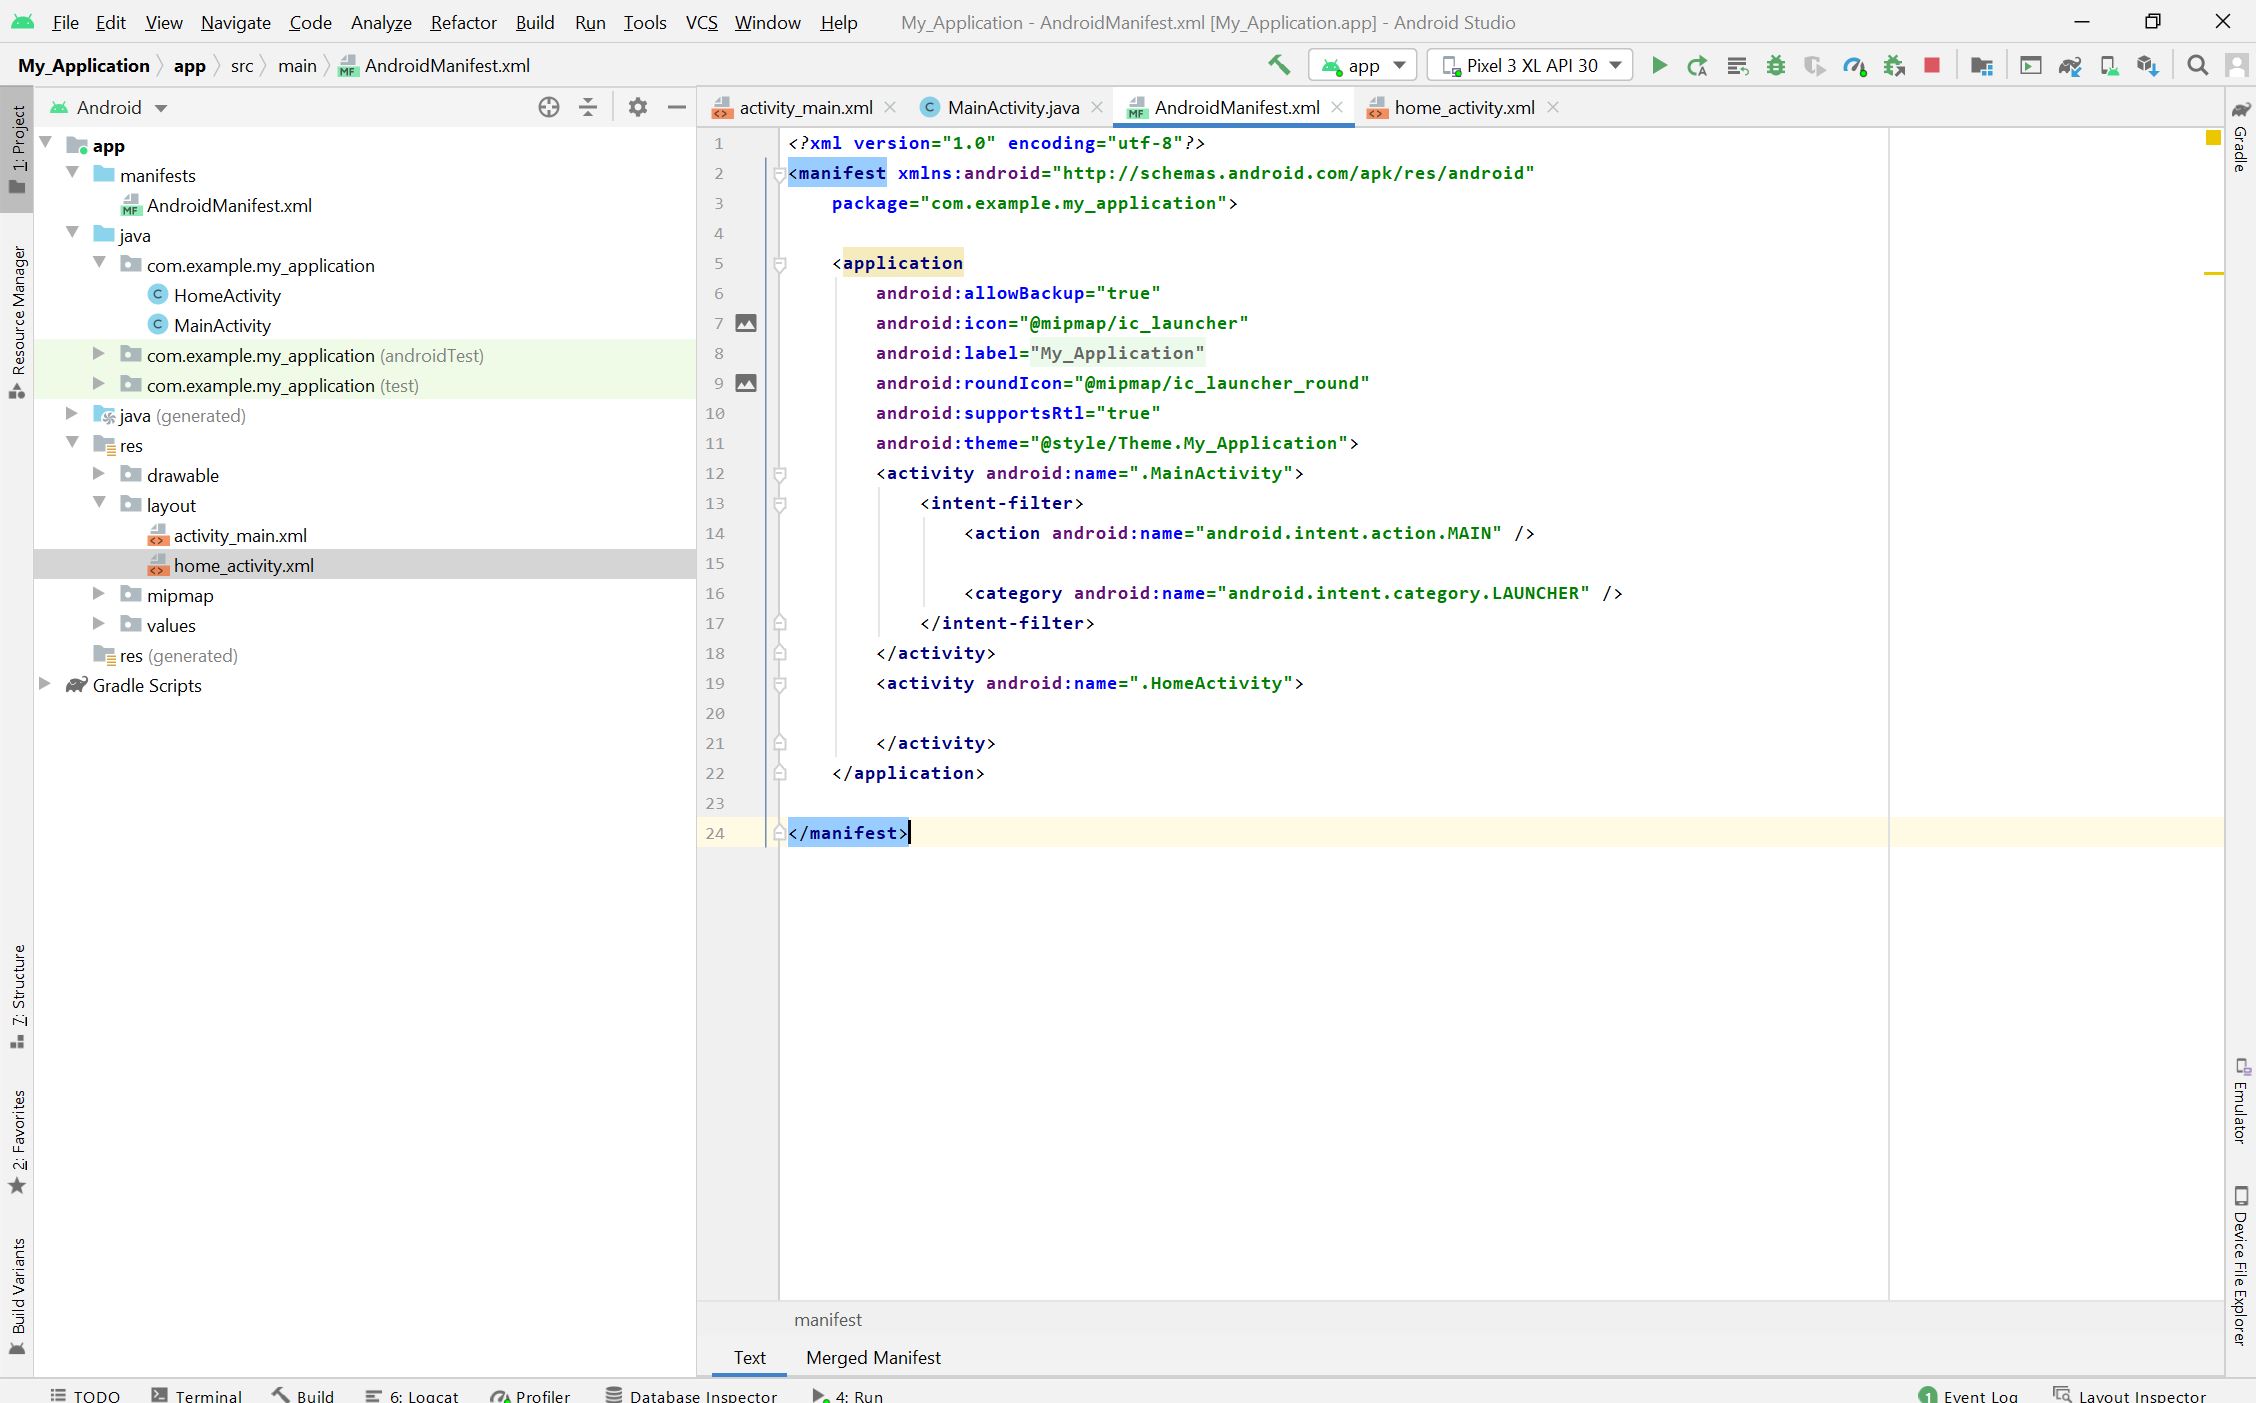 File Edit View Navigate Code Analyze Refactor Build Run Tools VCS Window Help My_Application - AndroidManifest.xml [My_Application.app] - Android Studio
My_Application app src main AndroidManifest.xml app Pixel 3 XL API 30
Android
activity_main.xml MainActivity.java AndroidManifest.xml home_activity.xml
1: Project
Resource Manager
7: Structure
2: Favorites
Build Variants
app
manifests
AndroidManifest.xml
java
com.example.my_application
HomeActivity
MainActivity
com.example.my_application (androidTest)
com.example.my_application (test)
java (generated)
res
drawable
layout
activity_main.xml
home_activity.xml
mipmap
values
res (generated)
Gradle Scripts
1 <?xml version="1.0" encoding="utf-8"?>
2 <manifest xmlns:android="http://schemas.android.com/apk/res/android"
3 package="com.example.my_application">
4
5 <application
6 android:allowBackup="true"
7 android:icon="@mipmap/ic_launcher"
8 android:label="My_Application"
9 android:roundIcon="@mipmap/ic_launcher_round"
10 android:supportsRtl="true"
11 android:theme="@style/Theme.My_Application">
12 <activity android:name=".MainActivity">
13 <intent-filter>
14 <action android:name="android.intent.action.MAIN" />
15
16 <category android:name="android.intent.category.LAUNCHER" />
17 </intent-filter>
18 </activity>
19 <activity android:name=".HomeActivity">
20
21 </activity>
22 </application>
23
24 </manifest>
manifest
Text Merged Manifest
Gradle
Emulator
Device File Explorer
TODO Terminal Build 6: Logcat Profiler Database Inspector 4: Run 1 Event Log Layout Inspector